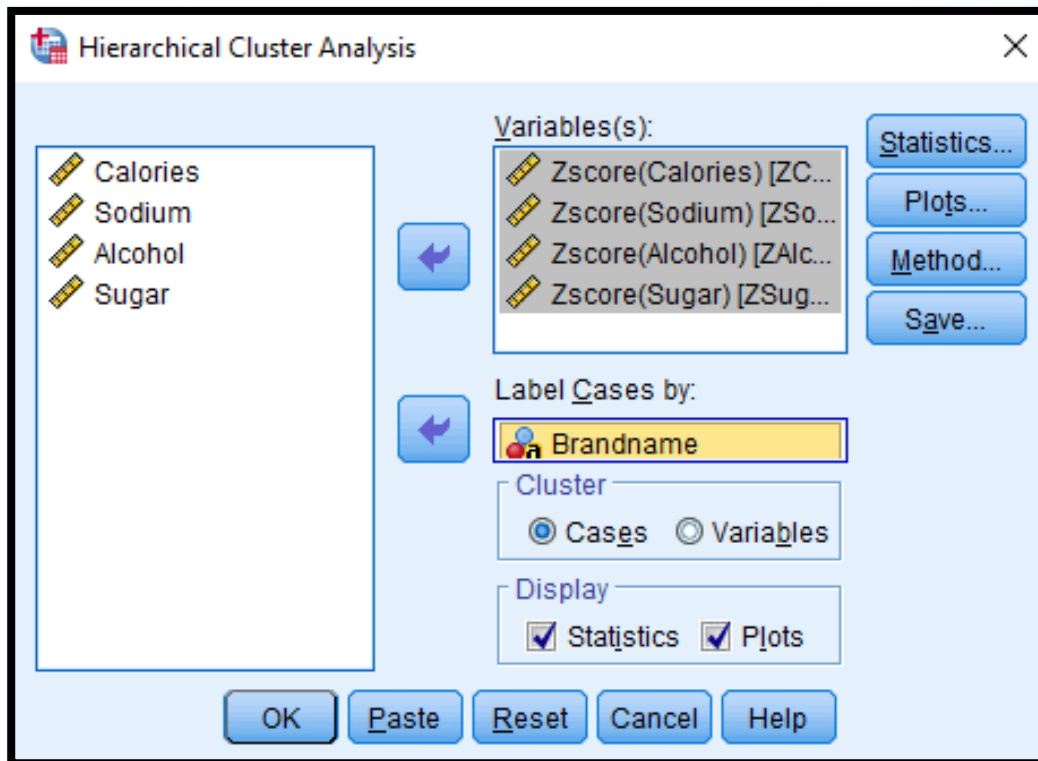 Hierarchical Cluster Analysis
Variables(s):
Calories
Sodium
Alcohol
Sugar
Zscore(Calories) [ZC...
Zscore(Sodium) [ZSo...
Zscore(Alcohol) [ZAlc...
Zscore(Sugar) [ZSug...
Statistics...
Plots...
Method...
Save...
Label Cases by:
a Brandname
Cluster
Cases Variables
Display
Statistics Plots
OK Paste Reset Cancel Help